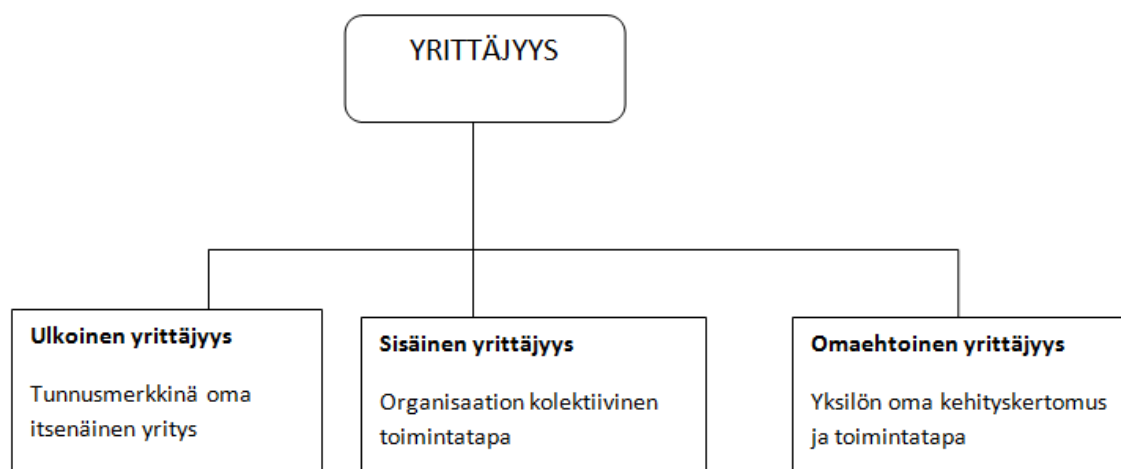 YRITTÄJYYS
Ulkoinen yrittäjyys
Tunnusmerkkinä oma
itsenäinen yritys
Sisäinen yrittäjyys
Organisaation kolektiivinen
toimintatapa
Omaehtoinen yrittäjyys
Yksilön oma kehityskertomus
ja toimintatapa